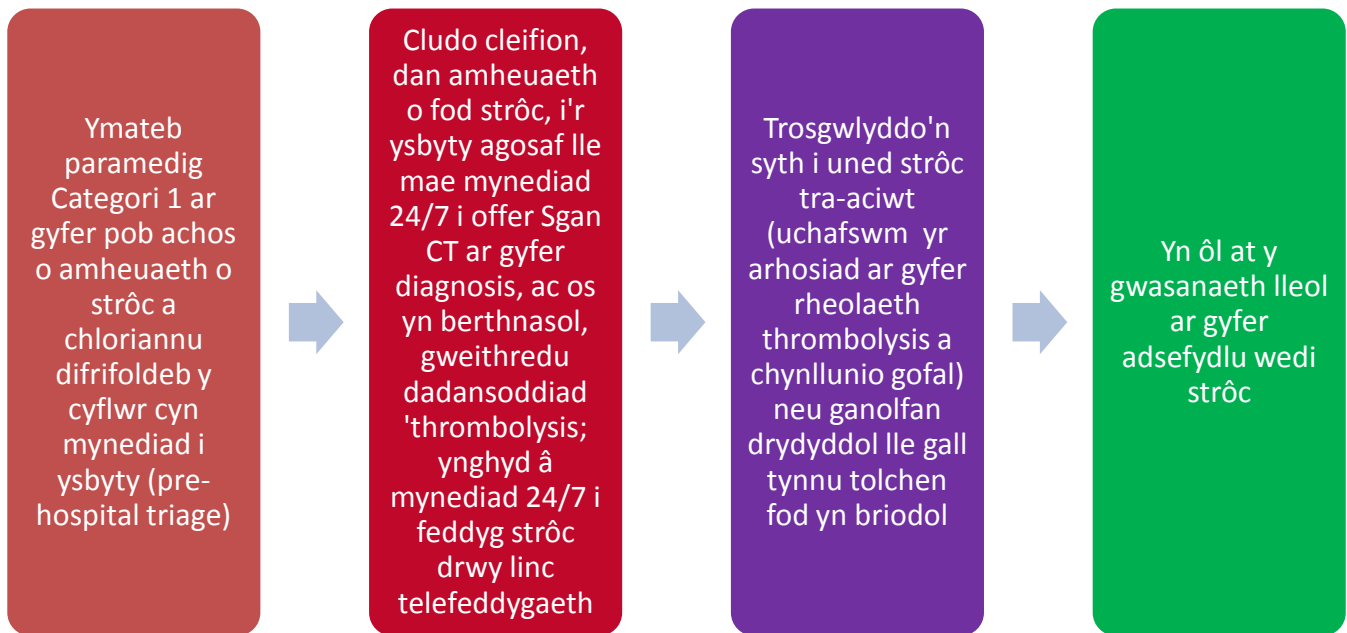 Ymateb
paramedig
Categori 1 ar
gyfer pob achos
o amheuaeth o
strôc a
chloriannu
difrifoldeb y
cyflwr cyn
mynediad i
ysbyty (pre-
hospital triage)
Cludo cleifion,
dan amheuaeth
o fod strôc, i'r
ysbyty agosaf lle
mae mynediad
24/7 i offer Sgan
CT ar gyfer
diagnosis, ac os
yn berthnasol,
gweithredu
dadansoddiad
'thrombolysis;
ynghyd â
mynediad 24/7 i
feddyg strôc
drwy linc
telefeddygaeth
Trosgwlyddo'n
syth i uned strôc
tra-aciwt
(uchafswm yr
arhosiad ar gyfer
rheolaeth
thrombolysis a
chynllunio gofal)
neu ganolfan
drydyddol lle gall
tynnu tolchen
fod yn briodol
Yn ôl at y
gwasanaeth lleol
ar gyfer
adsefydlu wedi
strôc